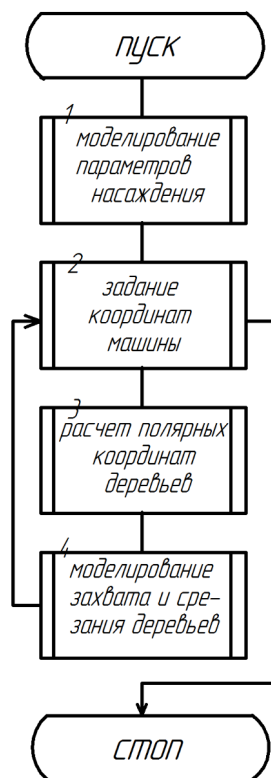 ПУСК
1
моделирование
параметров
насаждения
2
задание
координат
машины
3
расчет полярных
координат
деревьев
4
моделирование
захвата и сре-
зания деревьев
СТОП